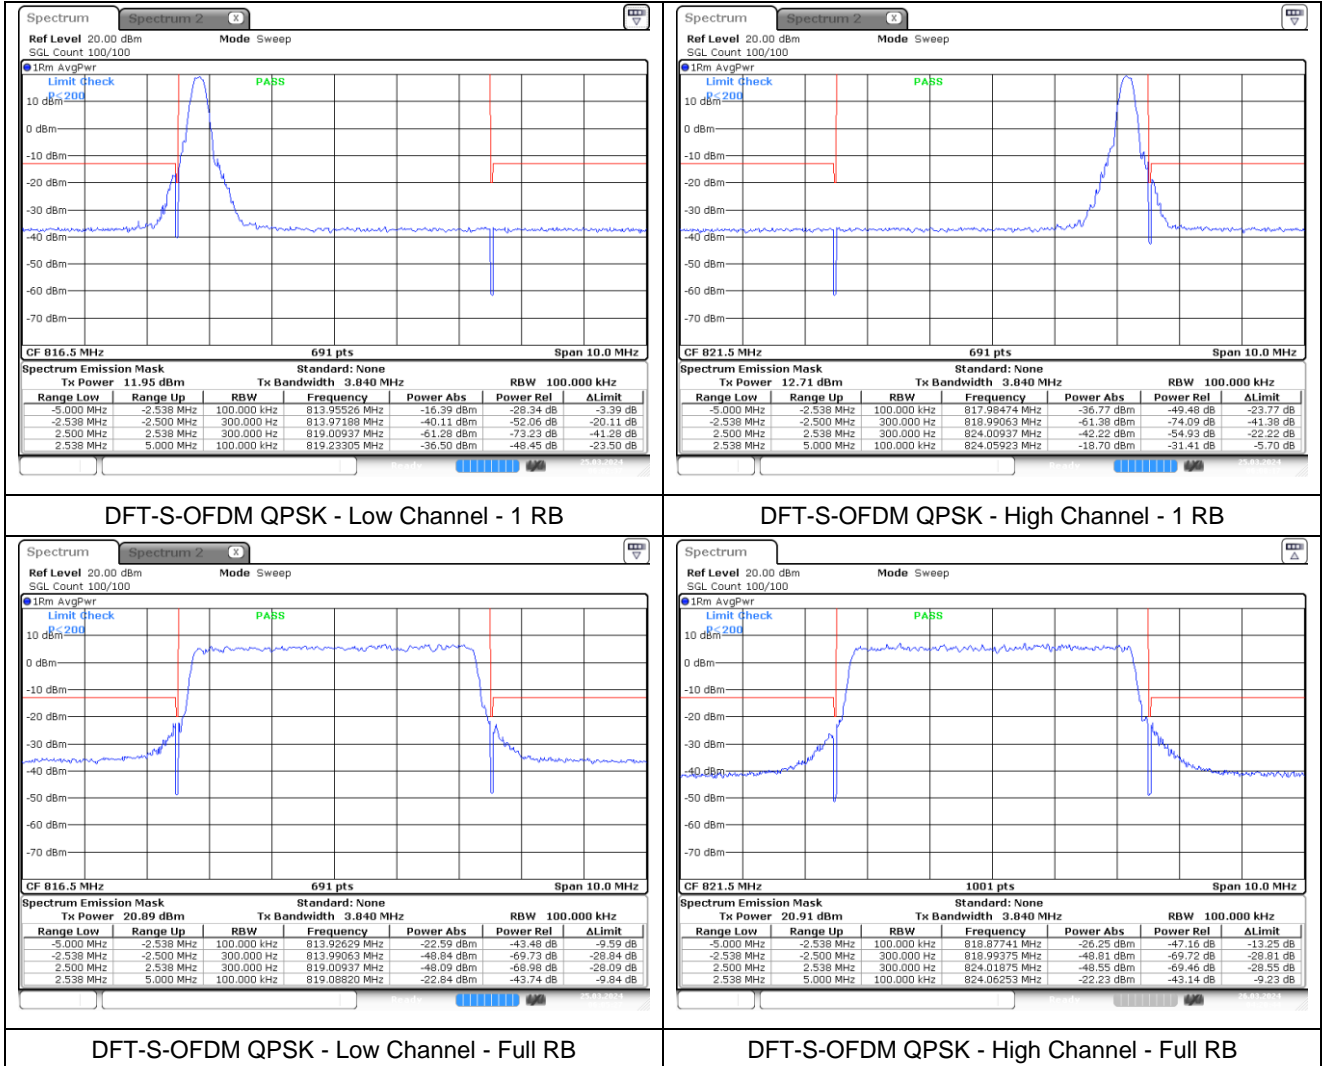 Spectrum Spectrum 2 X
Ref Level 20.00 dBm Mode Sweep
SGL Count 100/100
1Rm AvgPwr
Limit Check PASS
P<200
10 dBm
0 dBm
-10 dBm
-20 dBm
-30 dBm
-40 dBm
-50 dBm
-60 dBm
-70 dBm
CF 816.5 MHz 691 pts Span 10.0 MHz
Spectrum Emission Mask Standard: None
Tx Power 11.95 dBm Tx Bandwidth 3.840 MHz RBW 100.000 kHz
Range Low Range Up RBW Frequency Power Abs Power Rel ΔLimit
-5.000 MHz -2.538 MHz 100.000 kHz 813.95526 MHz -16.39 dBm -28.34 dB -3.39 dB
-2.538 MHz -2.500 MHz 300.000 Hz 813.97188 MHz -40.11 dBm -52.06 dB -20.11 dB
2.500 MHz 2.538 MHz 300.000 Hz 819.00937 MHz -61.28 dBm -73.23 dB -41.28 dB
2.538 MHz 5.000 MHz 100.000 kHz 819.23305 MHz -36.50 dBm -48.45 dB -23.50 dB
Ready 25.03.2024
DFT-S-OFDM QPSK - Low Channel - 1 RB
Spectrum Spectrum 2 X
Ref Level 20.00 dBm Mode Sweep
SGL Count 100/100
1Rm AvgPwr
Limit Check PASS
P<200
10 dBm
0 dBm
-10 dBm
-20 dBm
-30 dBm
-40 dBm
-50 dBm
-60 dBm
-70 dBm
CF 821.5 MHz 691 pts Span 10.0 MHz
Spectrum Emission Mask Standard: None
Tx Power 12.71 dBm Tx Bandwidth 3.840 MHz RBW 100.000 kHz
Range Low Range Up RBW Frequency Power Abs Power Rel ΔLimit
-5.000 MHz -2.538 MHz 100.000 kHz 817.98474 MHz -36.77 dBm -49.48 dB -23.77 dB
-2.538 MHz -2.500 MHz 300.000 Hz 818.99063 MHz -61.38 dBm -74.09 dB -41.38 dB
2.500 MHz 2.538 MHz 300.000 Hz 824.00937 MHz -42.22 dBm -54.93 dB -22.22 dB
2.538 MHz 5.000 MHz 100.000 kHz 824.05923 MHz -18.70 dBm -31.41 dB -5.70 dB
Ready 25.03.2024
DFT-S-OFDM QPSK - High Channel - 1 RB
Spectrum Spectrum 2 X
Ref Level 20.00 dBm Mode Sweep
SGL Count 100/100
1Rm AvgPwr
Limit Check PASS
P<200
10 dBm
0 dBm
-10 dBm
-20 dBm
-30 dBm
-40 dBm
-50 dBm
-60 dBm
-70 dBm
CF 816.5 MHz 691 pts Span 10.0 MHz
Spectrum Emission Mask Standard: None
Tx Power 20.89 dBm Tx Bandwidth 3.840 MHz RBW 100.000 kHz
Range Low Range Up RBW Frequency Power Abs Power Rel ΔLimit
-5.000 MHz -2.538 MHz 100.000 kHz 813.92629 MHz -22.59 dBm -43.48 dB -9.59 dB
-2.538 MHz -2.500 MHz 300.000 Hz 813.99063 MHz -48.84 dBm -69.73 dB -28.84 dB
2.500 MHz 2.538 MHz 300.000 Hz 819.00937 MHz -48.09 dBm -68.98 dB -28.09 dB
2.538 MHz 5.000 MHz 100.000 kHz 819.08820 MHz -22.84 dBm -43.74 dB -9.84 dB
Ready 25.03.2024
DFT-S-OFDM QPSK - Low Channel - Full RB
Spectrum
Ref Level 20.00 dBm Mode Sweep
SGL Count 100/100
1Rm AvgPwr
Limit Check PASS
P<200
10 dBm
0 dBm
-10 dBm
-20 dBm
-30 dBm
-40 dBm
-50 dBm
-60 dBm
-70 dBm
CF 821.5 MHz 1001 pts Span 10.0 MHz
Spectrum Emission Mask Standard: None
Tx Power 20.91 dBm Tx Bandwidth 3.840 MHz RBW 100.000 kHz
Range Low Range Up RBW Frequency Power Abs Power Rel ΔLimit
-5.000 MHz -2.538 MHz 100.000 kHz 818.87741 MHz -26.25 dBm -47.16 dB -13.25 dB
-2.538 MHz -2.500 MHz 300.000 Hz 818.99375 MHz -48.81 dBm -69.72 dB -28.81 dB
2.500 MHz 2.538 MHz 300.000 Hz 824.01875 MHz -48.55 dBm -69.46 dB -28.55 dB
2.538 MHz 5.000 MHz 100.000 kHz 824.06253 MHz -22.23 dBm -43.14 dB -9.23 dB
Ready 26.03.2024
DFT-S-OFDM QPSK - High Channel - Full RB